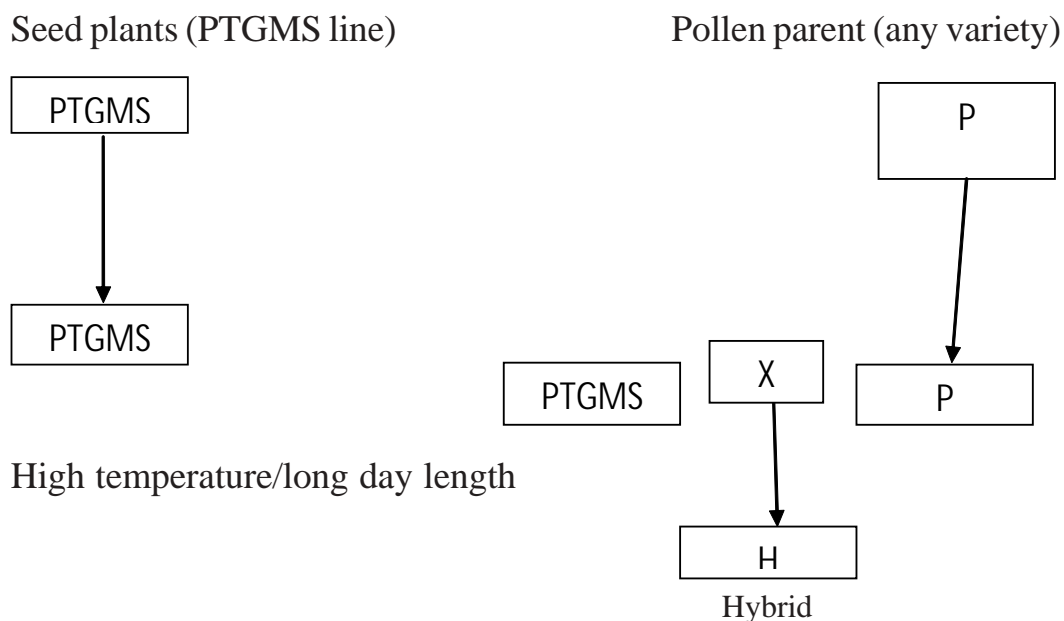 Seed plants (PTGMS line) Pollen parent (any variety)
PTGMS P
PTGMS
PTGMS X P
High temperature/long day length
H
Hybrid